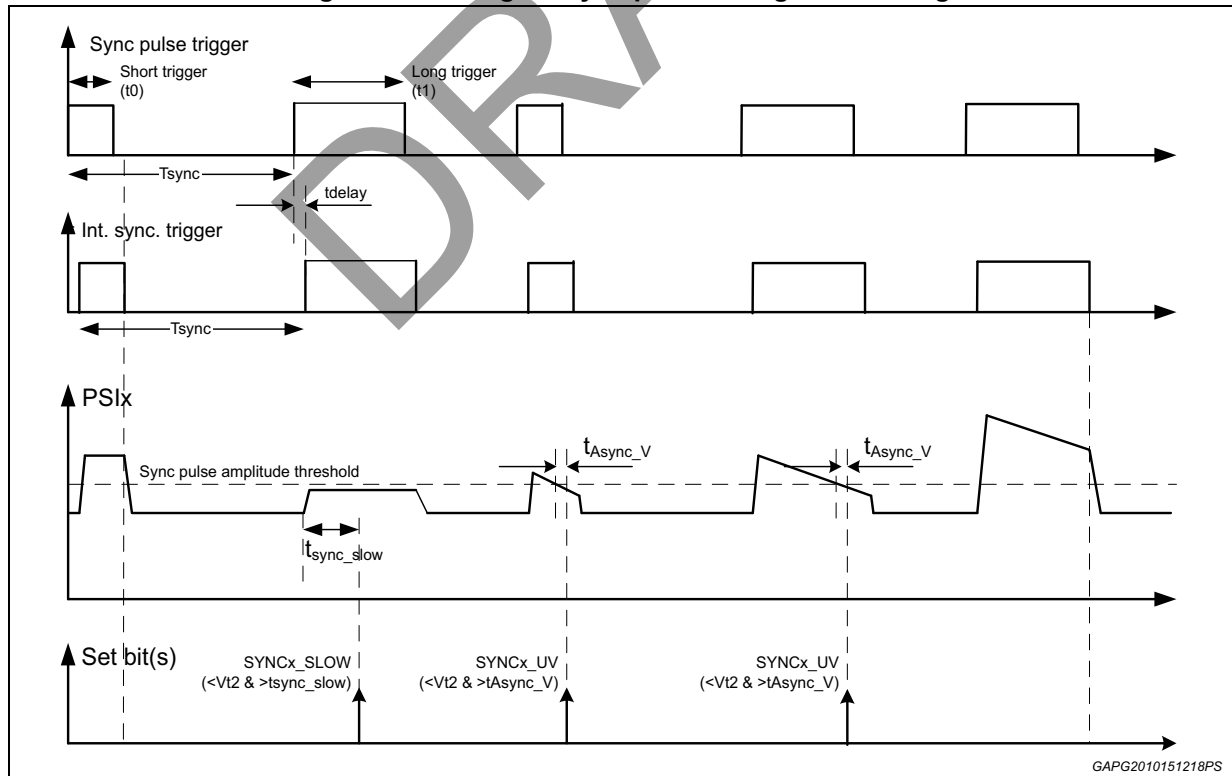 Sync pulse trigger
Short trigger
(t0)
Long trigger
(t1)
Tsync
tdelay
Int. sync. trigger
Tsync
PSIx
Sync pulse amplitude threshold
tAsync_V
tAsync_V
tsync_slow
Set bit(s)
SYNCx_SLOW
(<Vt2 & >tsync_slow)
SYNCx_UV
(<Vt2 & >tAsync_V)
SYNCx_UV
(<Vt2 & >tAsync_V)
GAPG2010151218PS